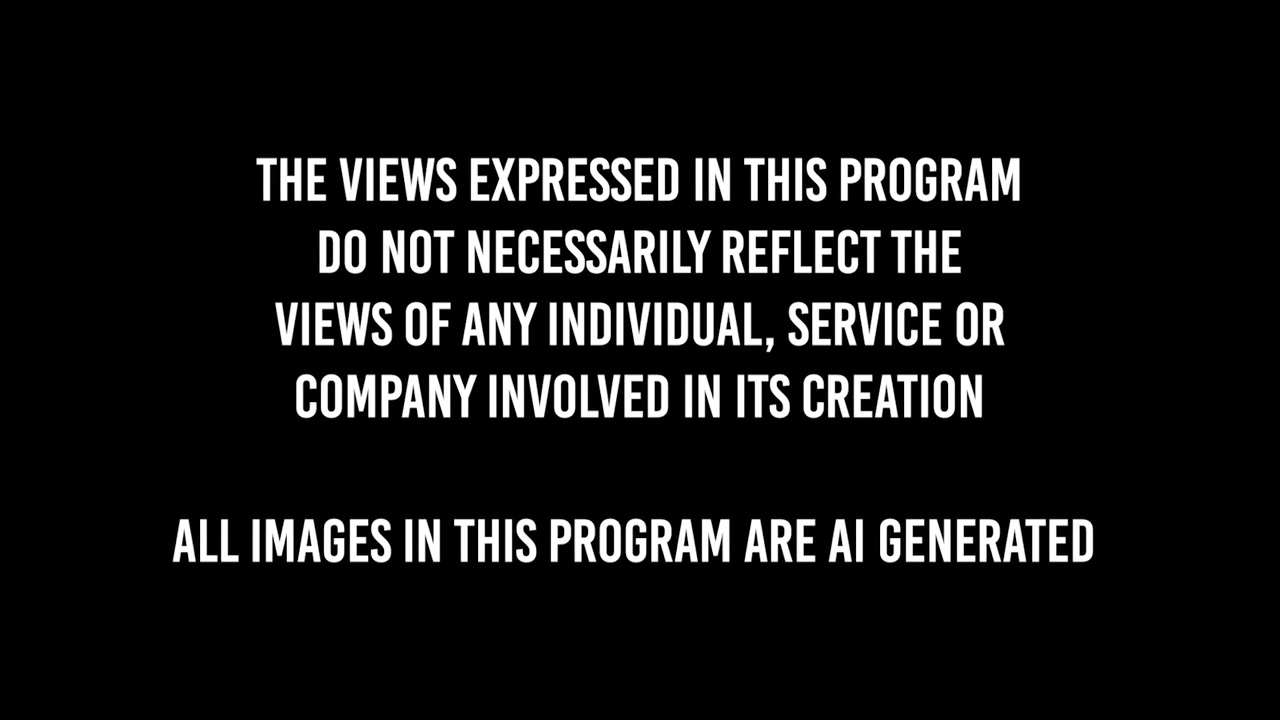 THE VIEWS EXPRESSED IN THIS PROGRAM
DO NOT NECESSARILY REFLECT THE
VIEWS OF ANY INDIVIDUAL, SERVICE OR
COMPANY INVOLVED IN ITS CREATION
ALL IMAGES IN THIS PROGRAM ARE AI GENERATED